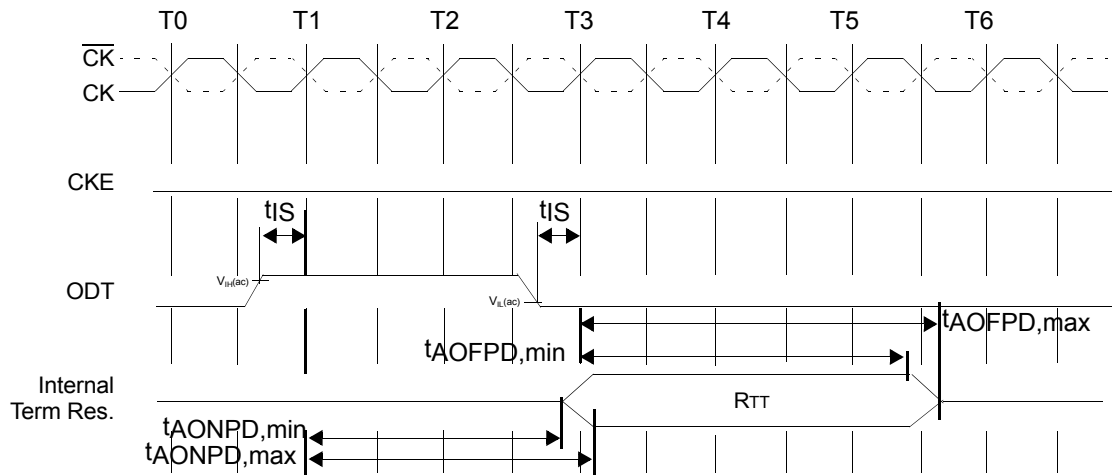 T0 T1 T2 T3 T4 T5 T6
CK
CK
CKE
tIS tIS
VIH(ac)
ODT
VIL(ac)
tAOFPD,max
tAOFPD,min
Internal
Term Res.
RTT
tAONPD,min
tAONPD,max